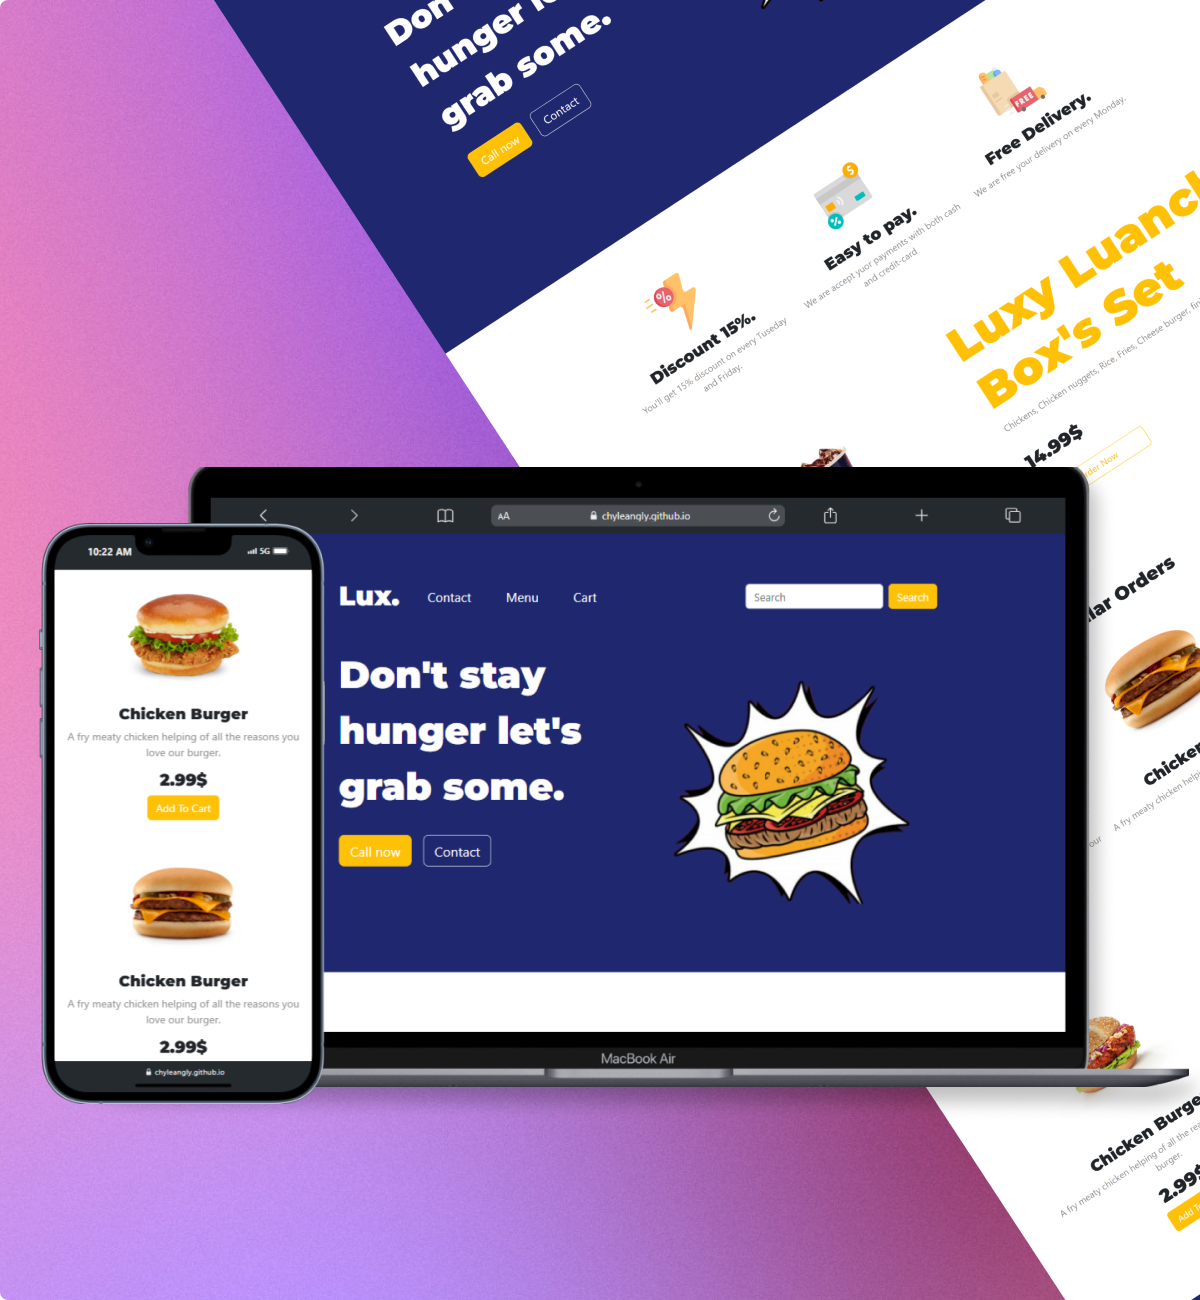 Don
hunger
grab some.
Call now
Contact
FREE
Free Delivery.
We are free your delivery on every Monday.
$
%
Easy to pay.
We are accept yuor payments with both cash
and credit-card.
%
Discount 15%.
You'll get 15% discount on every Tuseday
and Friday.
Luxy Luanch
Box's Set
Chickens, Chicken nuggets, Rice, Fries, Cheese burger,
14.99$
rder Now
lar Orders
Chicken
A fry meaty chicken
our
Chicken Burge
A fry meaty chicken helping of all the
burger.
2.99$
Add To
chyleangly.github.io
AA
Lux.
Contact
Menu
Cart
Search
Search
Don't stay
hunger let's
grab some.
Call now
Contact
MacBook Air
10:22 AM
5G
Chicken Burger
A fry meaty chicken helping of all the reasons you
love our burger.
2.99$
Add To Cart
Chicken Burger
A fry meaty chicken helping of all the reasons you
love our burger.
2.99$
chyleangly.github.io